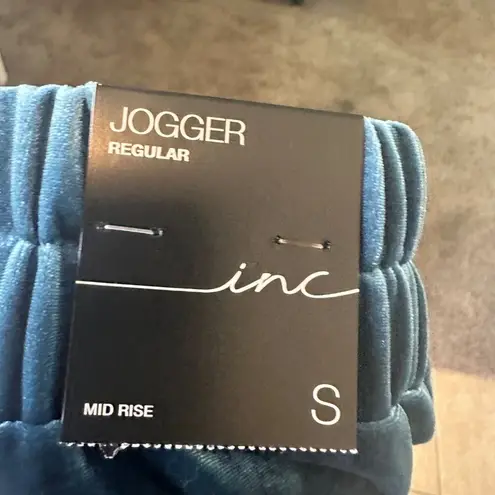 JOGGER
REGULAR
inc
MID RISE
S